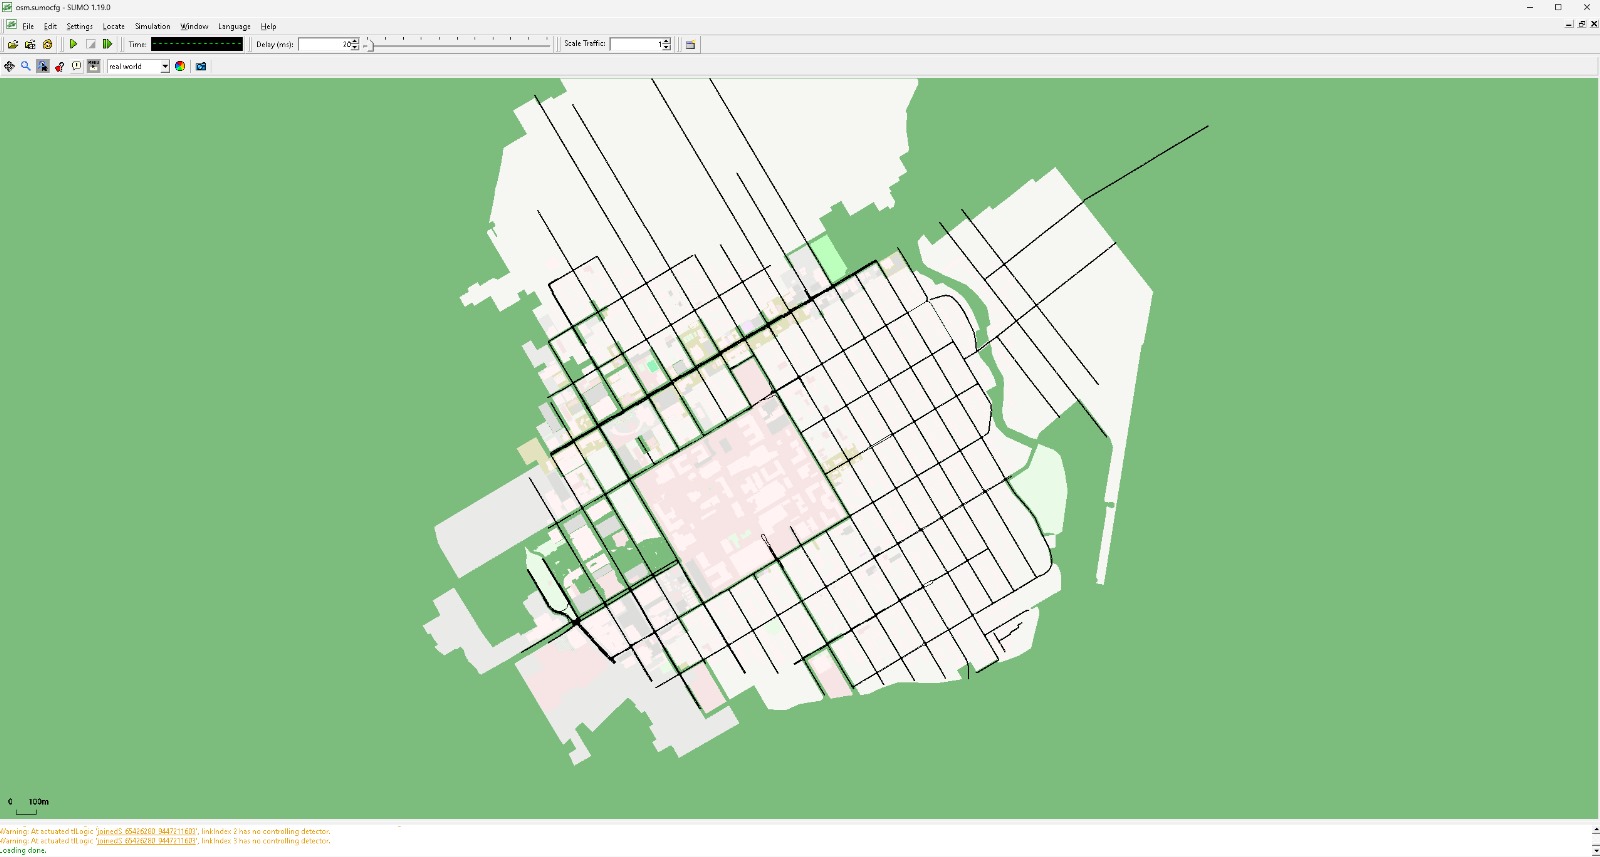 osm.sumocfg - SUMO 1.19.0
File Edit Settings Locate Simulation Window Language Help
Time: Delay (ms): 20 Scale Traffic: 1
real world
0 100m
Warning: At actuated tlLogic 'joinedS_65426280_9447211603', linkIndex 2 has no controlling detector.
Warning: At actuated tlLogic 'joinedS_65426280_9447211603', linkIndex 3 has no controlling detector.
Loading done.